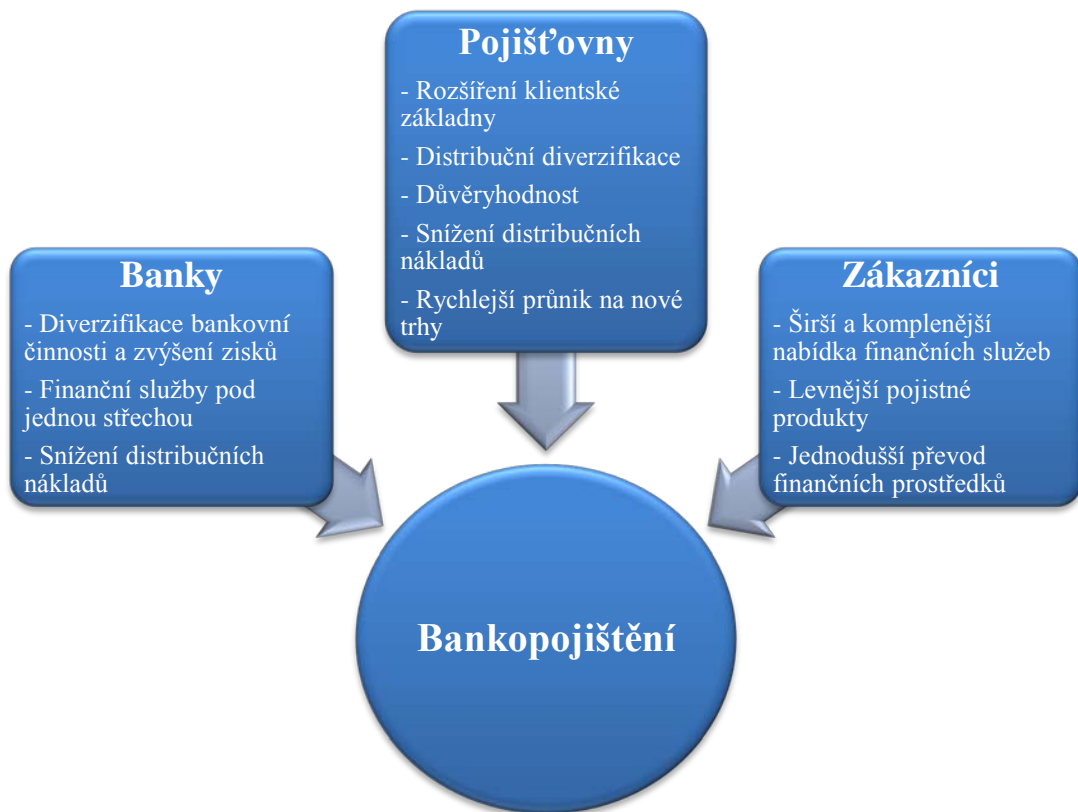 Pojišťovny
- Rozšíření klientské
základny
- Distribuční diverzifikace
- Důvěryhodnost
- Snížení distribučních
nákladů
- Rychlejší průnik na nové
trhy
Banky
- Diverzifikace bankovní
činnosti a zvýšení zisků
- Finanční služby pod
jednou střechou
- Snížení distribučních
nákladů
Zákazníci
- Širší a komplenější
nabídka finančních služeb
- Levnější pojistné
produkty
- Jednodušší převod
finančních prostředků
Bankopojištění